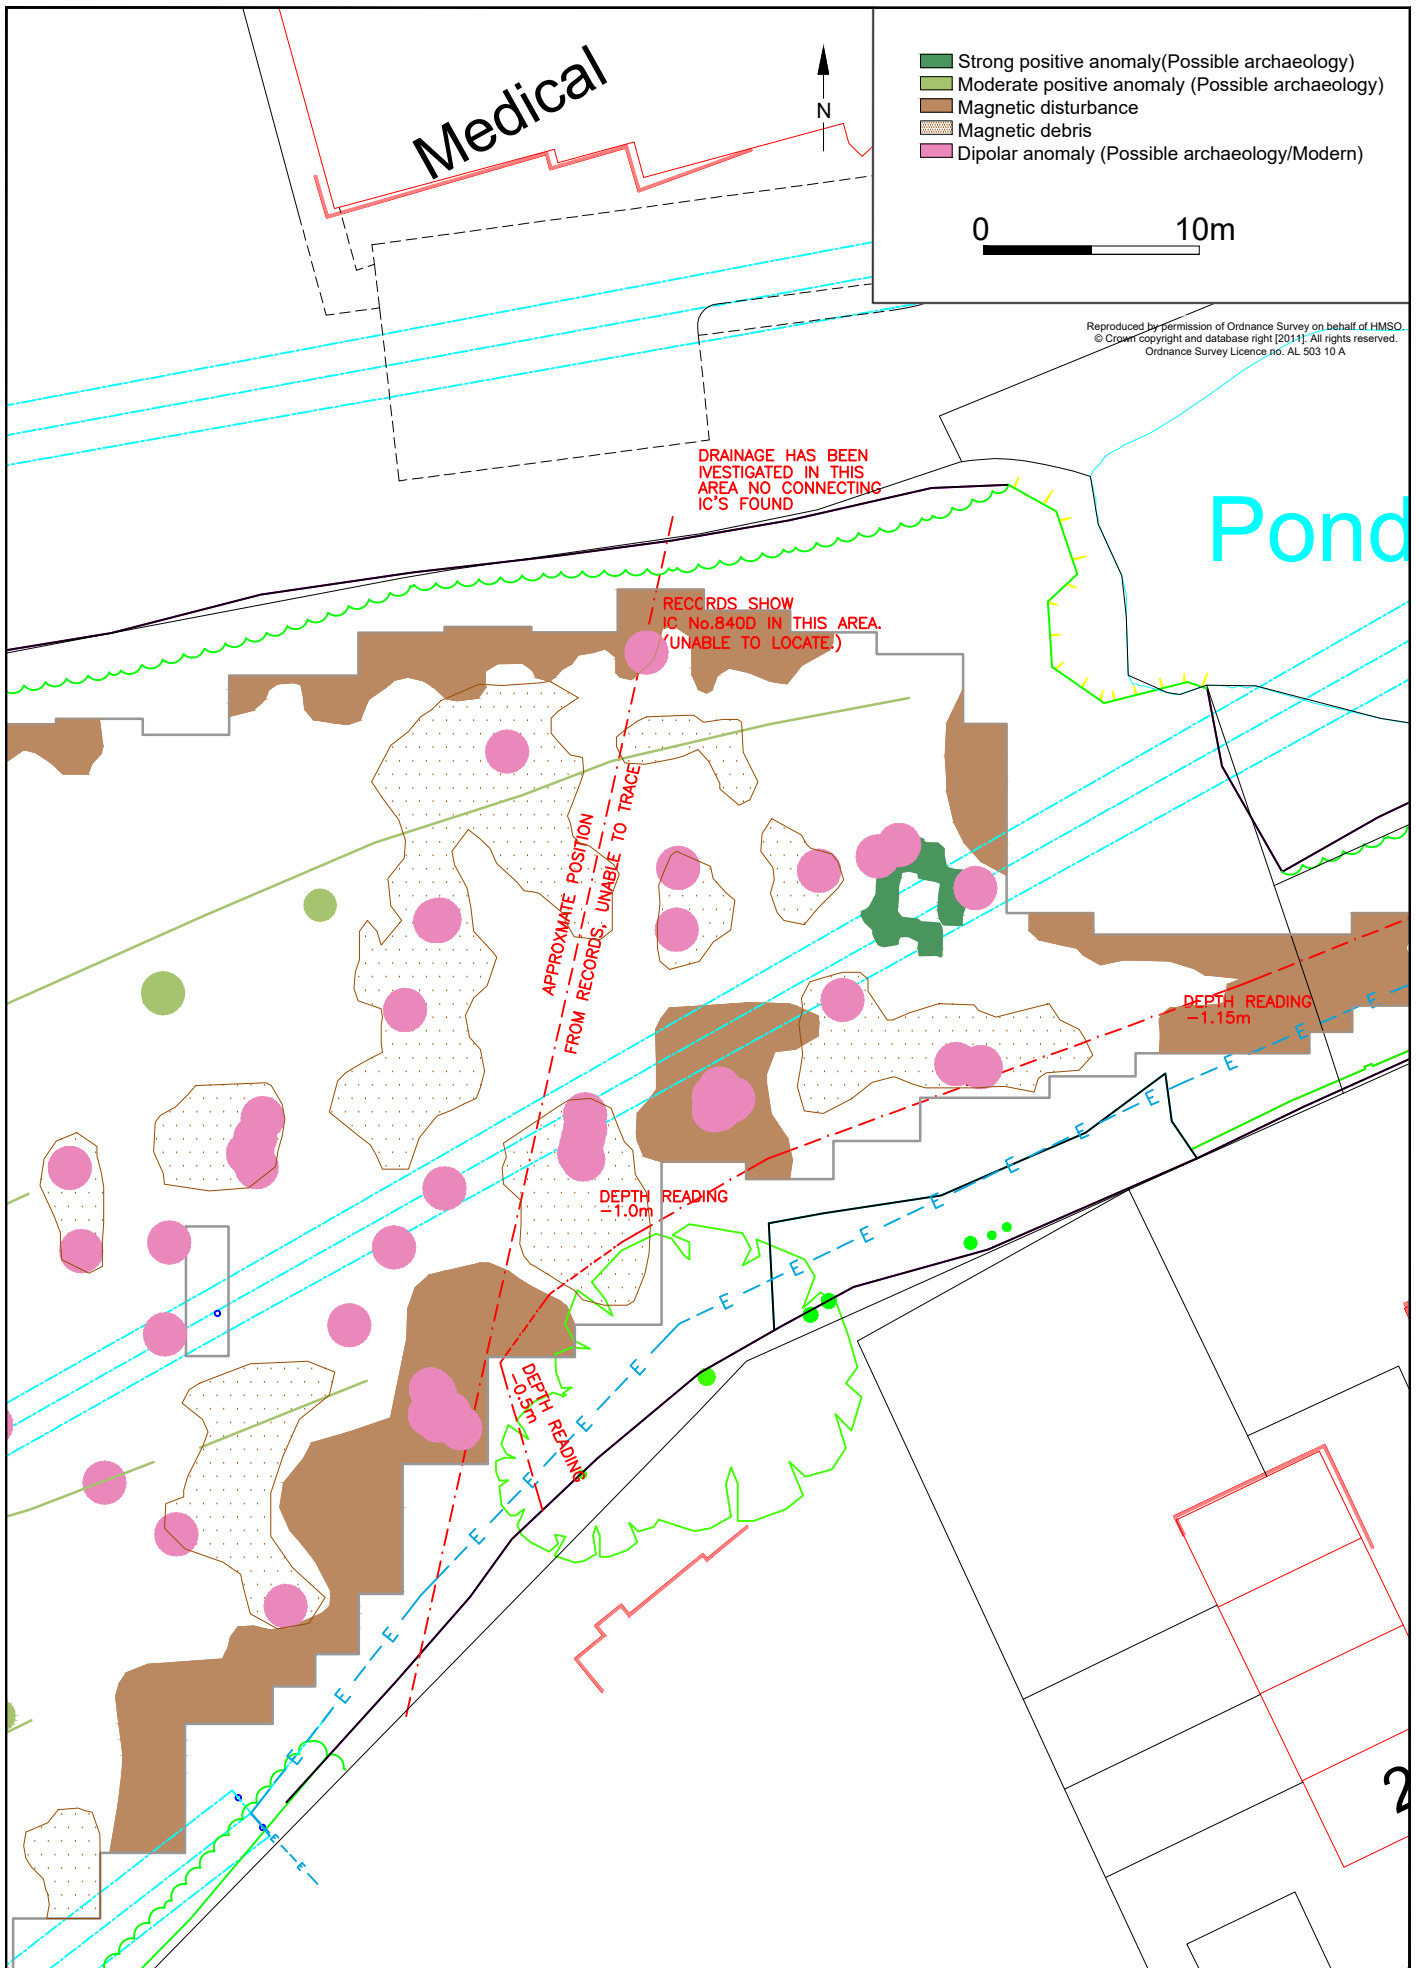 Medical
N
Strong positive anomaly(Possible archaeology)
Moderate positive anomaly (Possible archaeology)
Magnetic disturbance
Magnetic debris
Dipolar anomaly (Possible archaeology/Modern)
0 10m
Reproduced by permission of Ordnance Survey on behalf of HMSO.
© Crown copyright and database right [2011]. All rights reserved.
Ordnance Survey Licence no. AL 503 10 A
DRAINAGE HAS BEEN
IVESTIGATED IN THIS
AREA NO CONNECTING
IC'S FOUND
Pond
RECORDS SHOW
IC No.840D IN THIS AREA.
(UNABLE TO LOCATE.)
APPROXMATE POSITION
FROM RECORDS, UNABLE TO TRACE
DEPTH READING
-1.15m
E
E
E
E
E
E
E
E
E
E
DEPTH READING
-1.0m
DEPTH READING
-0.5m
E
E
E
E
E
E
E
E
E
2